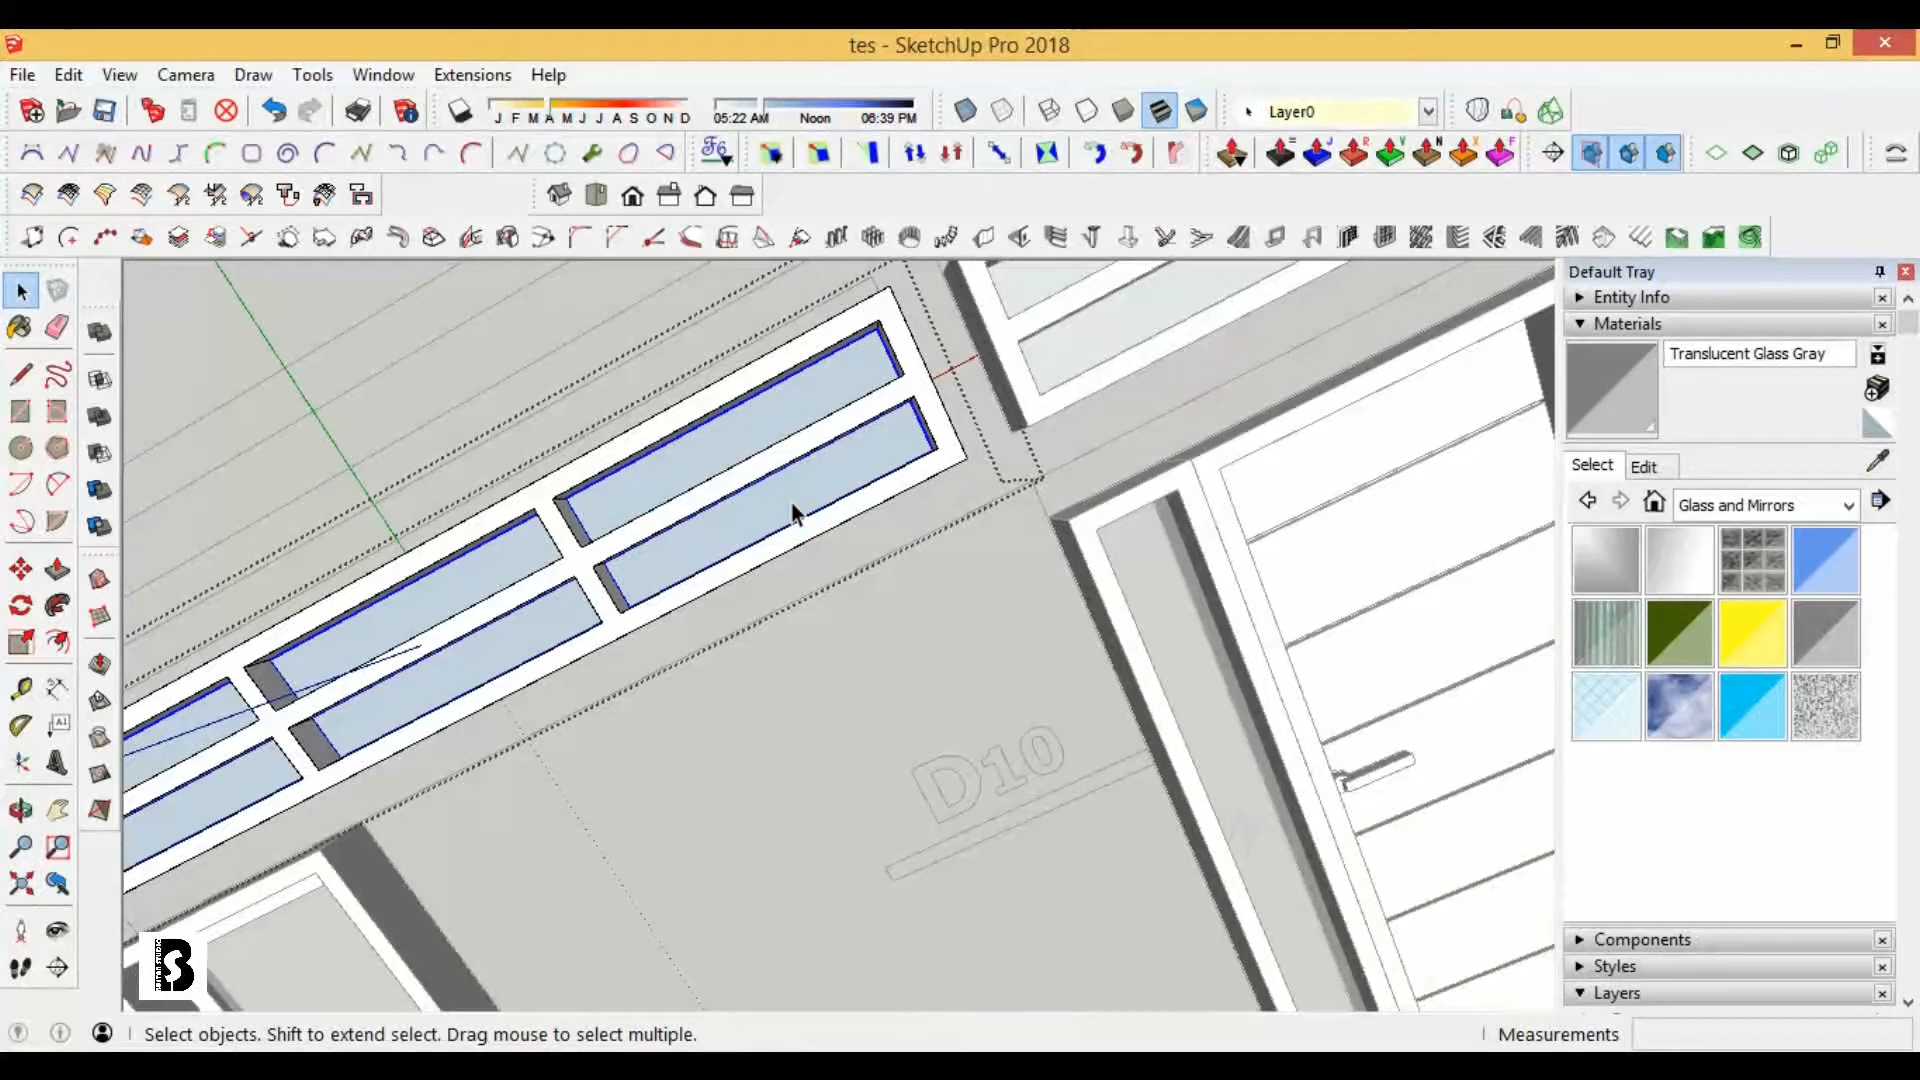 tes - SketchUp Pro 2018
File Edit View Camera Draw Tools Window Extensions Help
J F M A M J J A S O N D
05:22 AM Noon 06:39 PM
Layer0
Default Tray
Entity Info
Materials
Translucent Glass Gray
Select Edit
Glass and Mirrors
D10
Components
Styles
Layers
Select objects. Shift to extend select. Drag mouse to select multiple.
Measurements